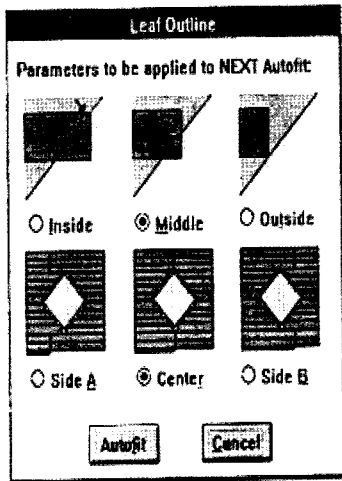 Leaf Outline
Parameters to be applied to NEXT Autofit:
Inside Middle Outside
Side A Center Side B
Autofit Cancel